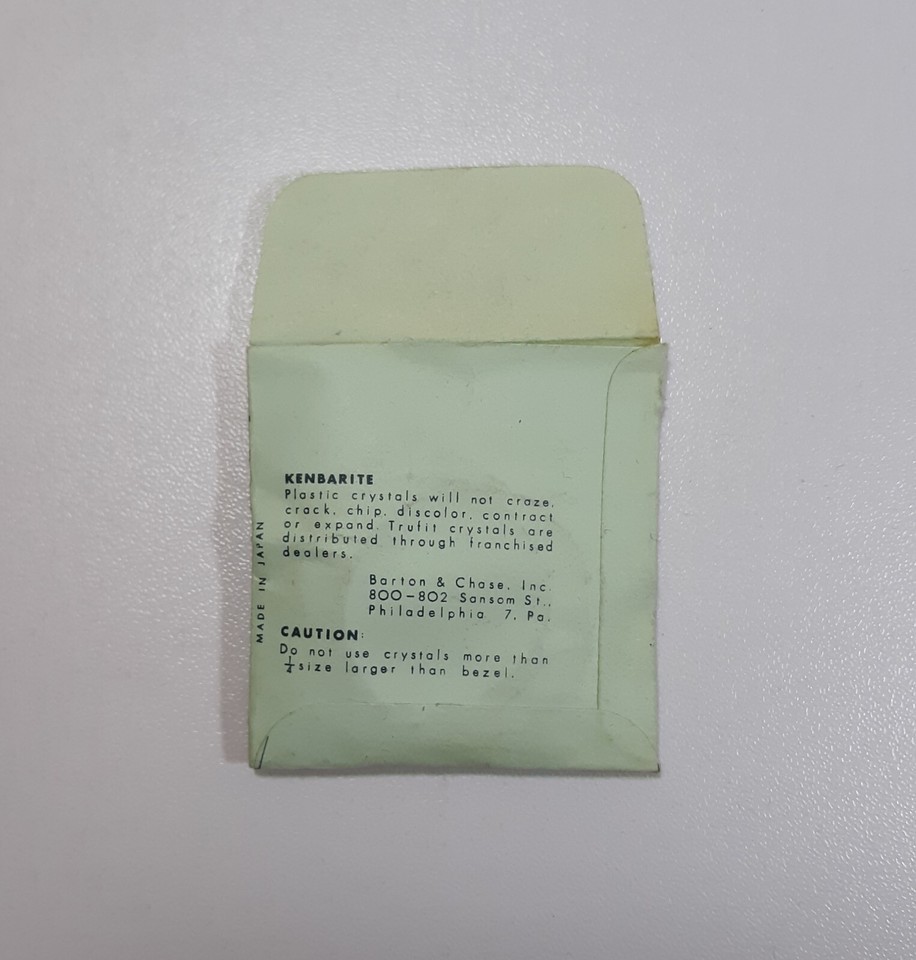 KENBARITE
Plastic crystals will not craze,
crack, chip, discolor, contract
or expand. Trufit crystals are
distributed through franchised
dealers.
Barton & Chase, Inc.
800-802 Sansom St.,
Philadelphia 7, Pa.
CAUTION:
Do not use crystals more than
¼ size larger than bezel.
MADE IN JAPAN